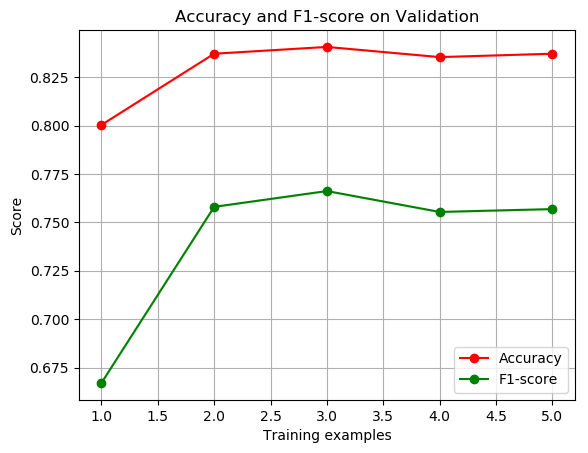 Accuracy and F1-score on Validation
0.825
0.800
0.775
0.750
0.725
0.700
0.675
Score
1.0 1.5 2.0 2.5 3.0 3.5 4.0 4.5 5.0
Training examples
Accuracy
F1-score